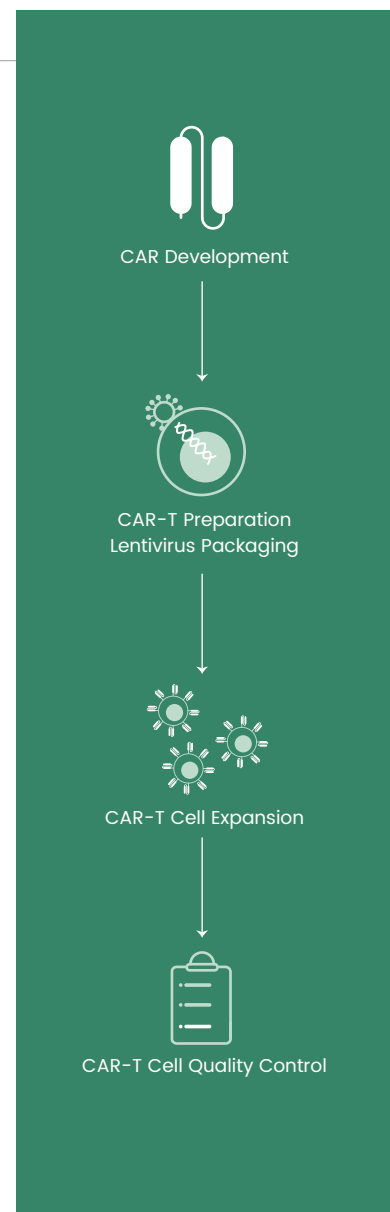 CAR Development
CAR-T Preparation
Lentivirus Packaging
CAR-T Cell Expansion
CAR-T Cell Quality Control